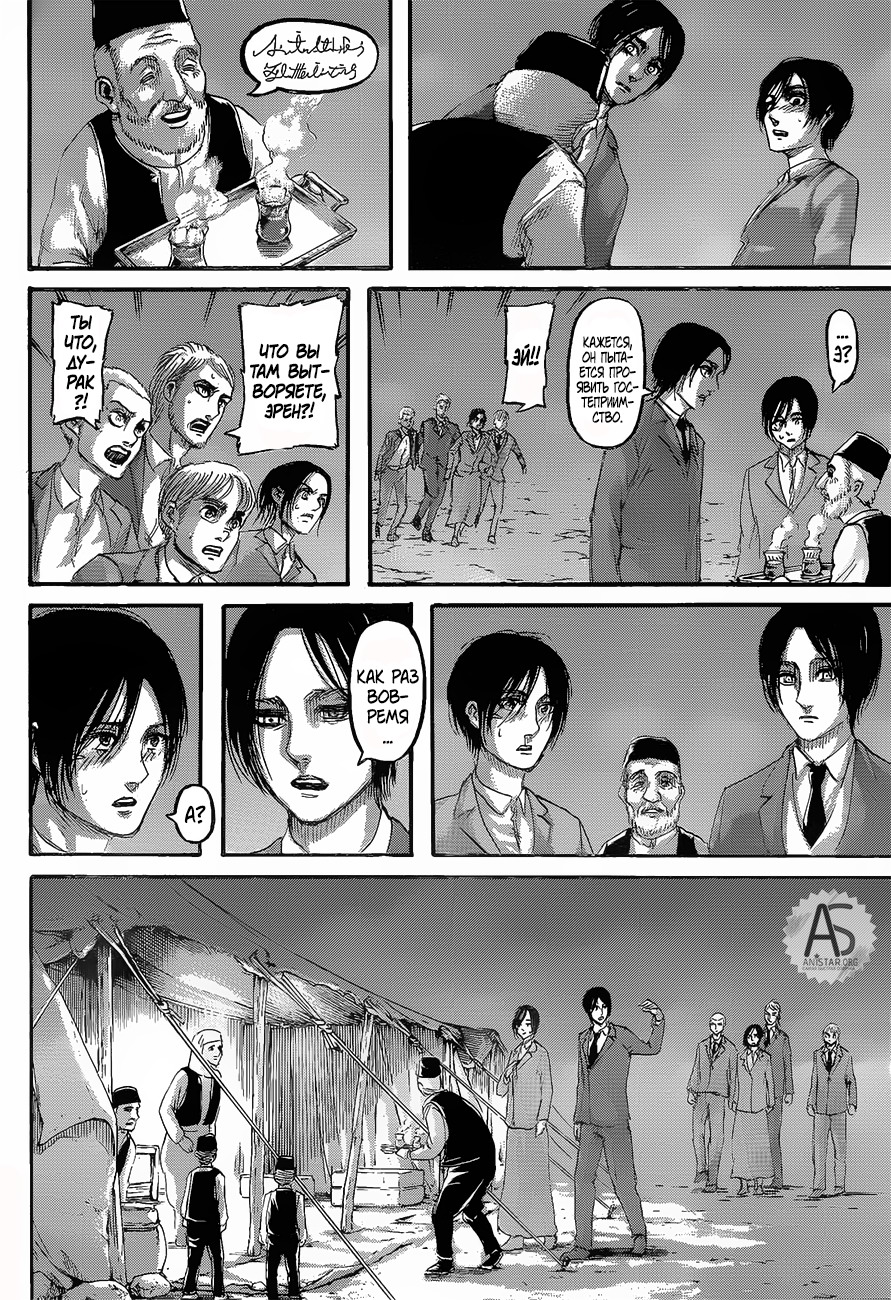 ...
Э?
КАЖЕТСЯ,
ОН ПЫТА-
ЕТСЯ ПРО-
ЯВИТЬ ГОС-
ТЕПРИИМ-
СТВО.
ЭЙ!!
ЧТО ВЫ
ТАМ ВЫТ-
ВОРЯЕТЕ,
ЭРЕН?!
ТЫ
ЧТО,
ДУ-
РАК
?!
КАК РАЗ
ВОВ-
РЕМЯ
...
А?
AS
ANISTAR.ORG